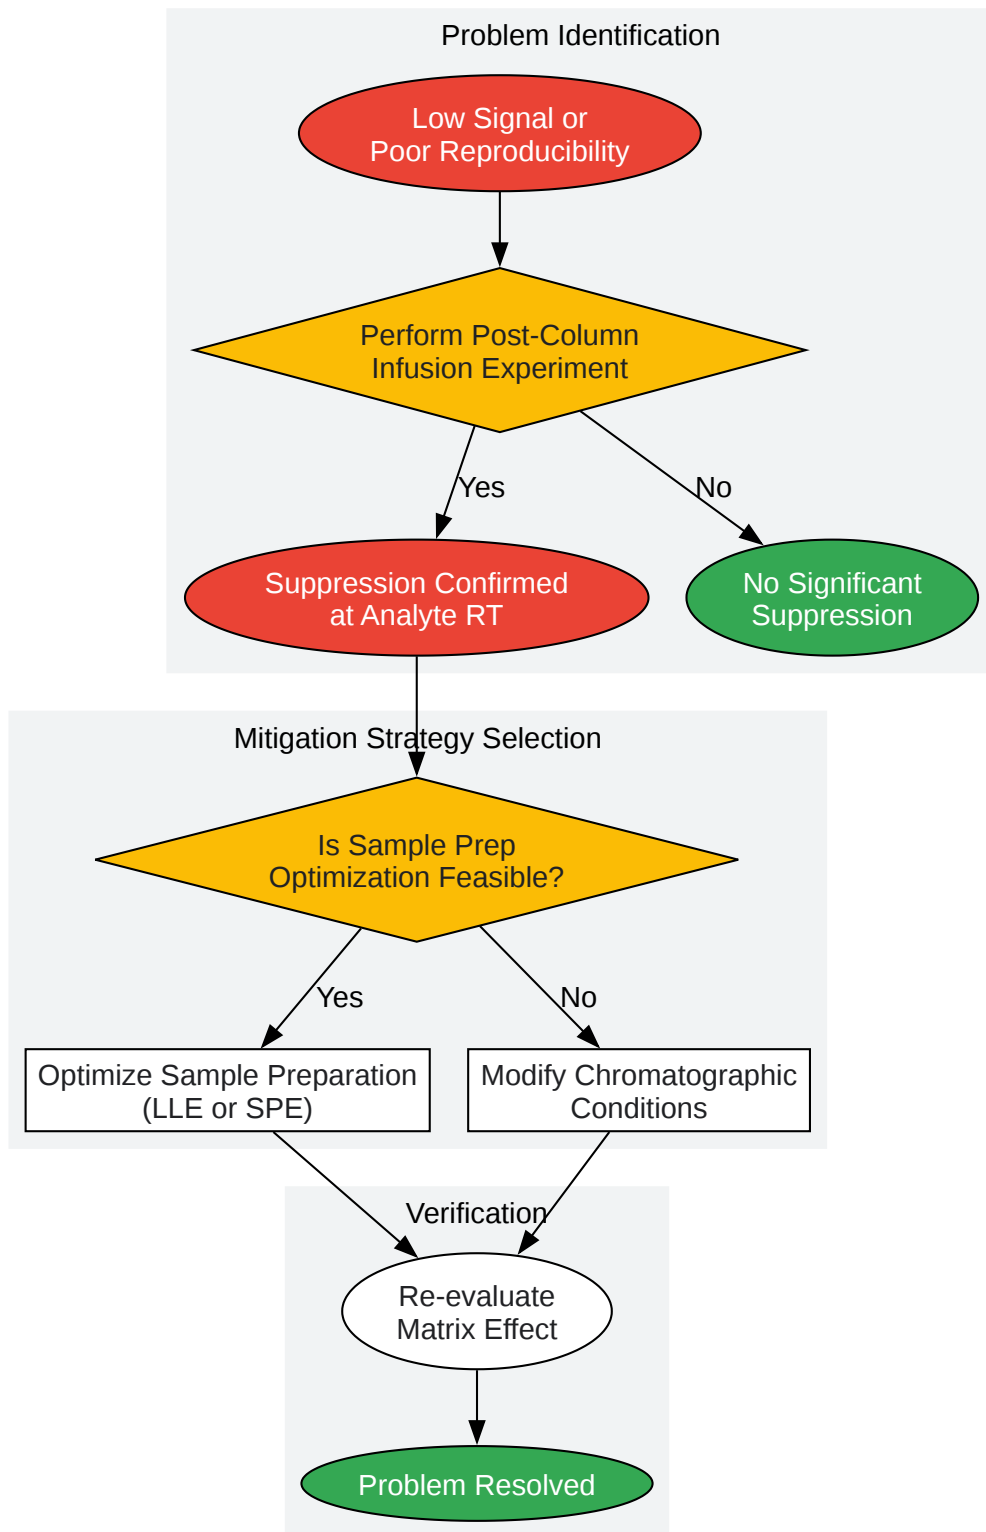 Problem Identification
Low Signal or
Poor Reproducibility
Perform Post-Column
Infusion Experiment
Yes
No
Suppression Confirmed
at Analyte RT
No Significant
Suppression
Mitigation Strategy Selection
Is Sample Prep
Optimization Feasible?
Yes
No
Optimize Sample Preparation
(LLE or SPE)
Modify Chromatographic
Conditions
Verification
Re-evaluate
Matrix Effect
Problem Resolved